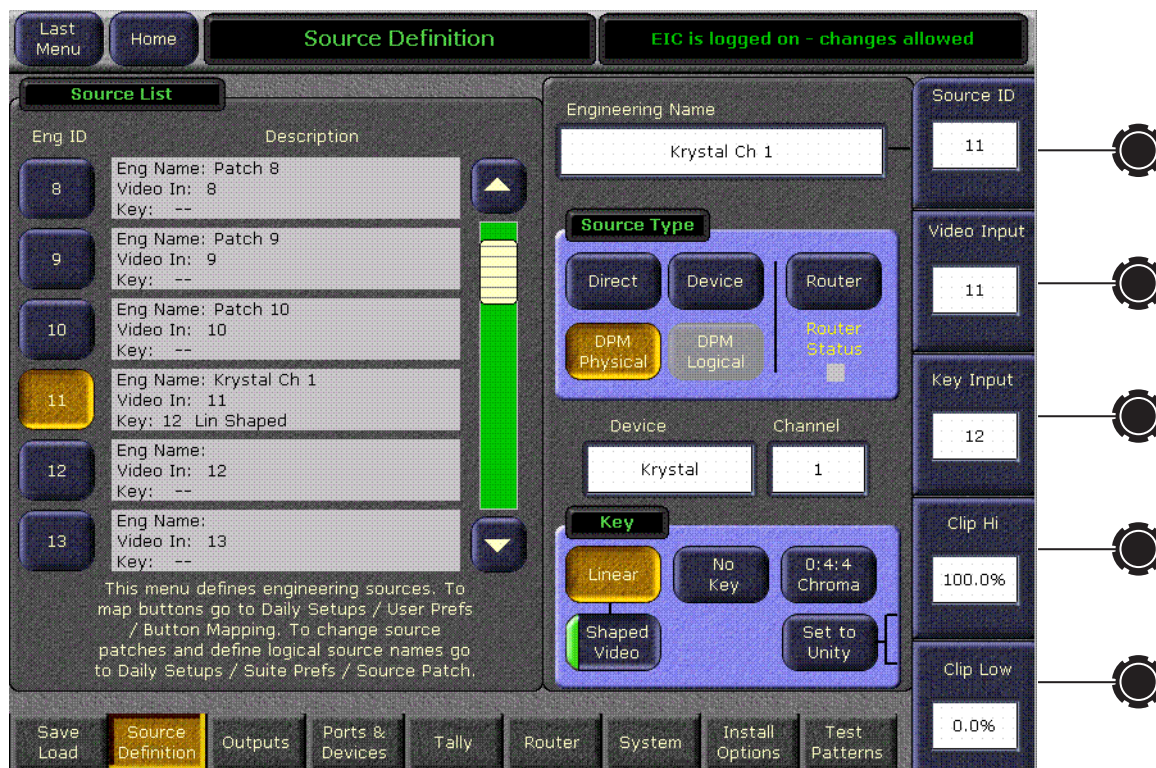 Last
Menu
Home
Source Definition
EIC is logged on - changes allowed
Source List
Eng ID
Description
8
Eng Name: Patch 8
Video In: 8
Key: --
9
Eng Name: Patch 9
Video In: 9
Key: --
10
Eng Name: Patch 10
Video In: 10
Key: --
11
Eng Name: Krystal Ch 1
Video In: 11
Key: 12 Lin Shaped
12
Eng Name:
Video In: 12
Key: --
13
Eng Name:
Video In: 13
Key: --
This menu defines engineering sources. To
map buttons go to Daily Setups / User Prefs
/ Button Mapping. To change source
patches and define logical source names go
to Daily Setups / Suite Prefs / Source Patch.
Engineering Name
Krystal Ch 1
Source Type
Direct
Device
Router
DPM
Physical
DPM
Logical
Router
Status
Device
Channel
Krystal
1
Key
Linear
No
Key
0:4:4
Chroma
Shaped
Video
Set to
Unity
Source ID
11
Video Input
11
Key Input
12
Clip Hi
100.0%
Clip Low
0.0%
Save
Load
Source
Definition
Outputs
Ports &
Devices
Tally
Router
System
Install
Options
Test
Patterns